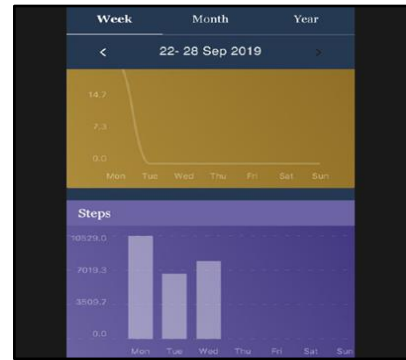 Week Month Year
< 22- 28 Sep 2019 >
14.7
7.3
0.0
Mon Tue Wed Thu Fri Sat Sun
Steps
10529.0
7019.3
3509.7
0.0
Mon Tue Wed Thu Fri Sat Sun